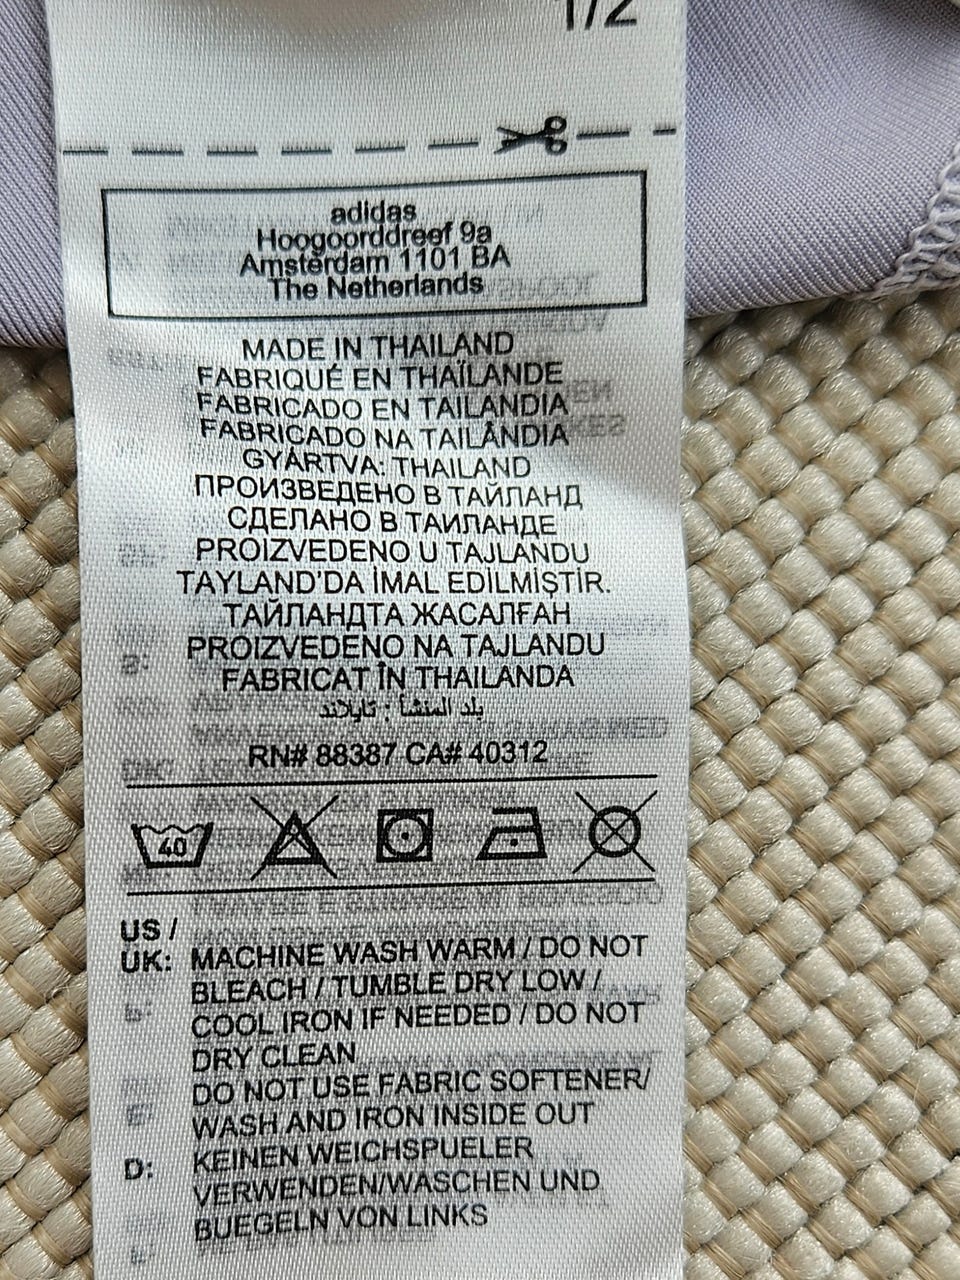 1/2
adidas
Hoogoorddreef 9a
Amsterdam 1101 BA
The Netherlands
MADE IN THAILAND
FABRIQUÉ EN THAÏLANDE
FABRICADO EN TAILANDIA
FABRICADO NA TAILÂNDIA
GYÁRTVA: THAILAND
ПРОИЗВЕДЕНО В ТАЙЛАНД
СДЕЛАНО В ТАИЛАНДЕ
PROIZVEDENO U TAJLANDU
TAYLAND'DA İMAL EDILMİŞTİR.
ТАЙЛАНДТА ЖАСАЛҒАН
PROIZVEDENO NA TAJLANDU
FABRICAT ÎN THAILANDA
بلد المنشأ : تايلاند
RN# 88387 CA# 40312
40
US /
UK: MACHINE WASH WARM / DO NOT
BLEACH / TUMBLE DRY LOW /
COOL IRON IF NEEDED / DO NOT
DRY CLEAN
DO NOT USE FABRIC SOFTENER/
WASH AND IRON INSIDE OUT
D: KEINEN WEICHSPUELER
VERWENDEN/WASCHEN UND
BUEGELN VON LINKS